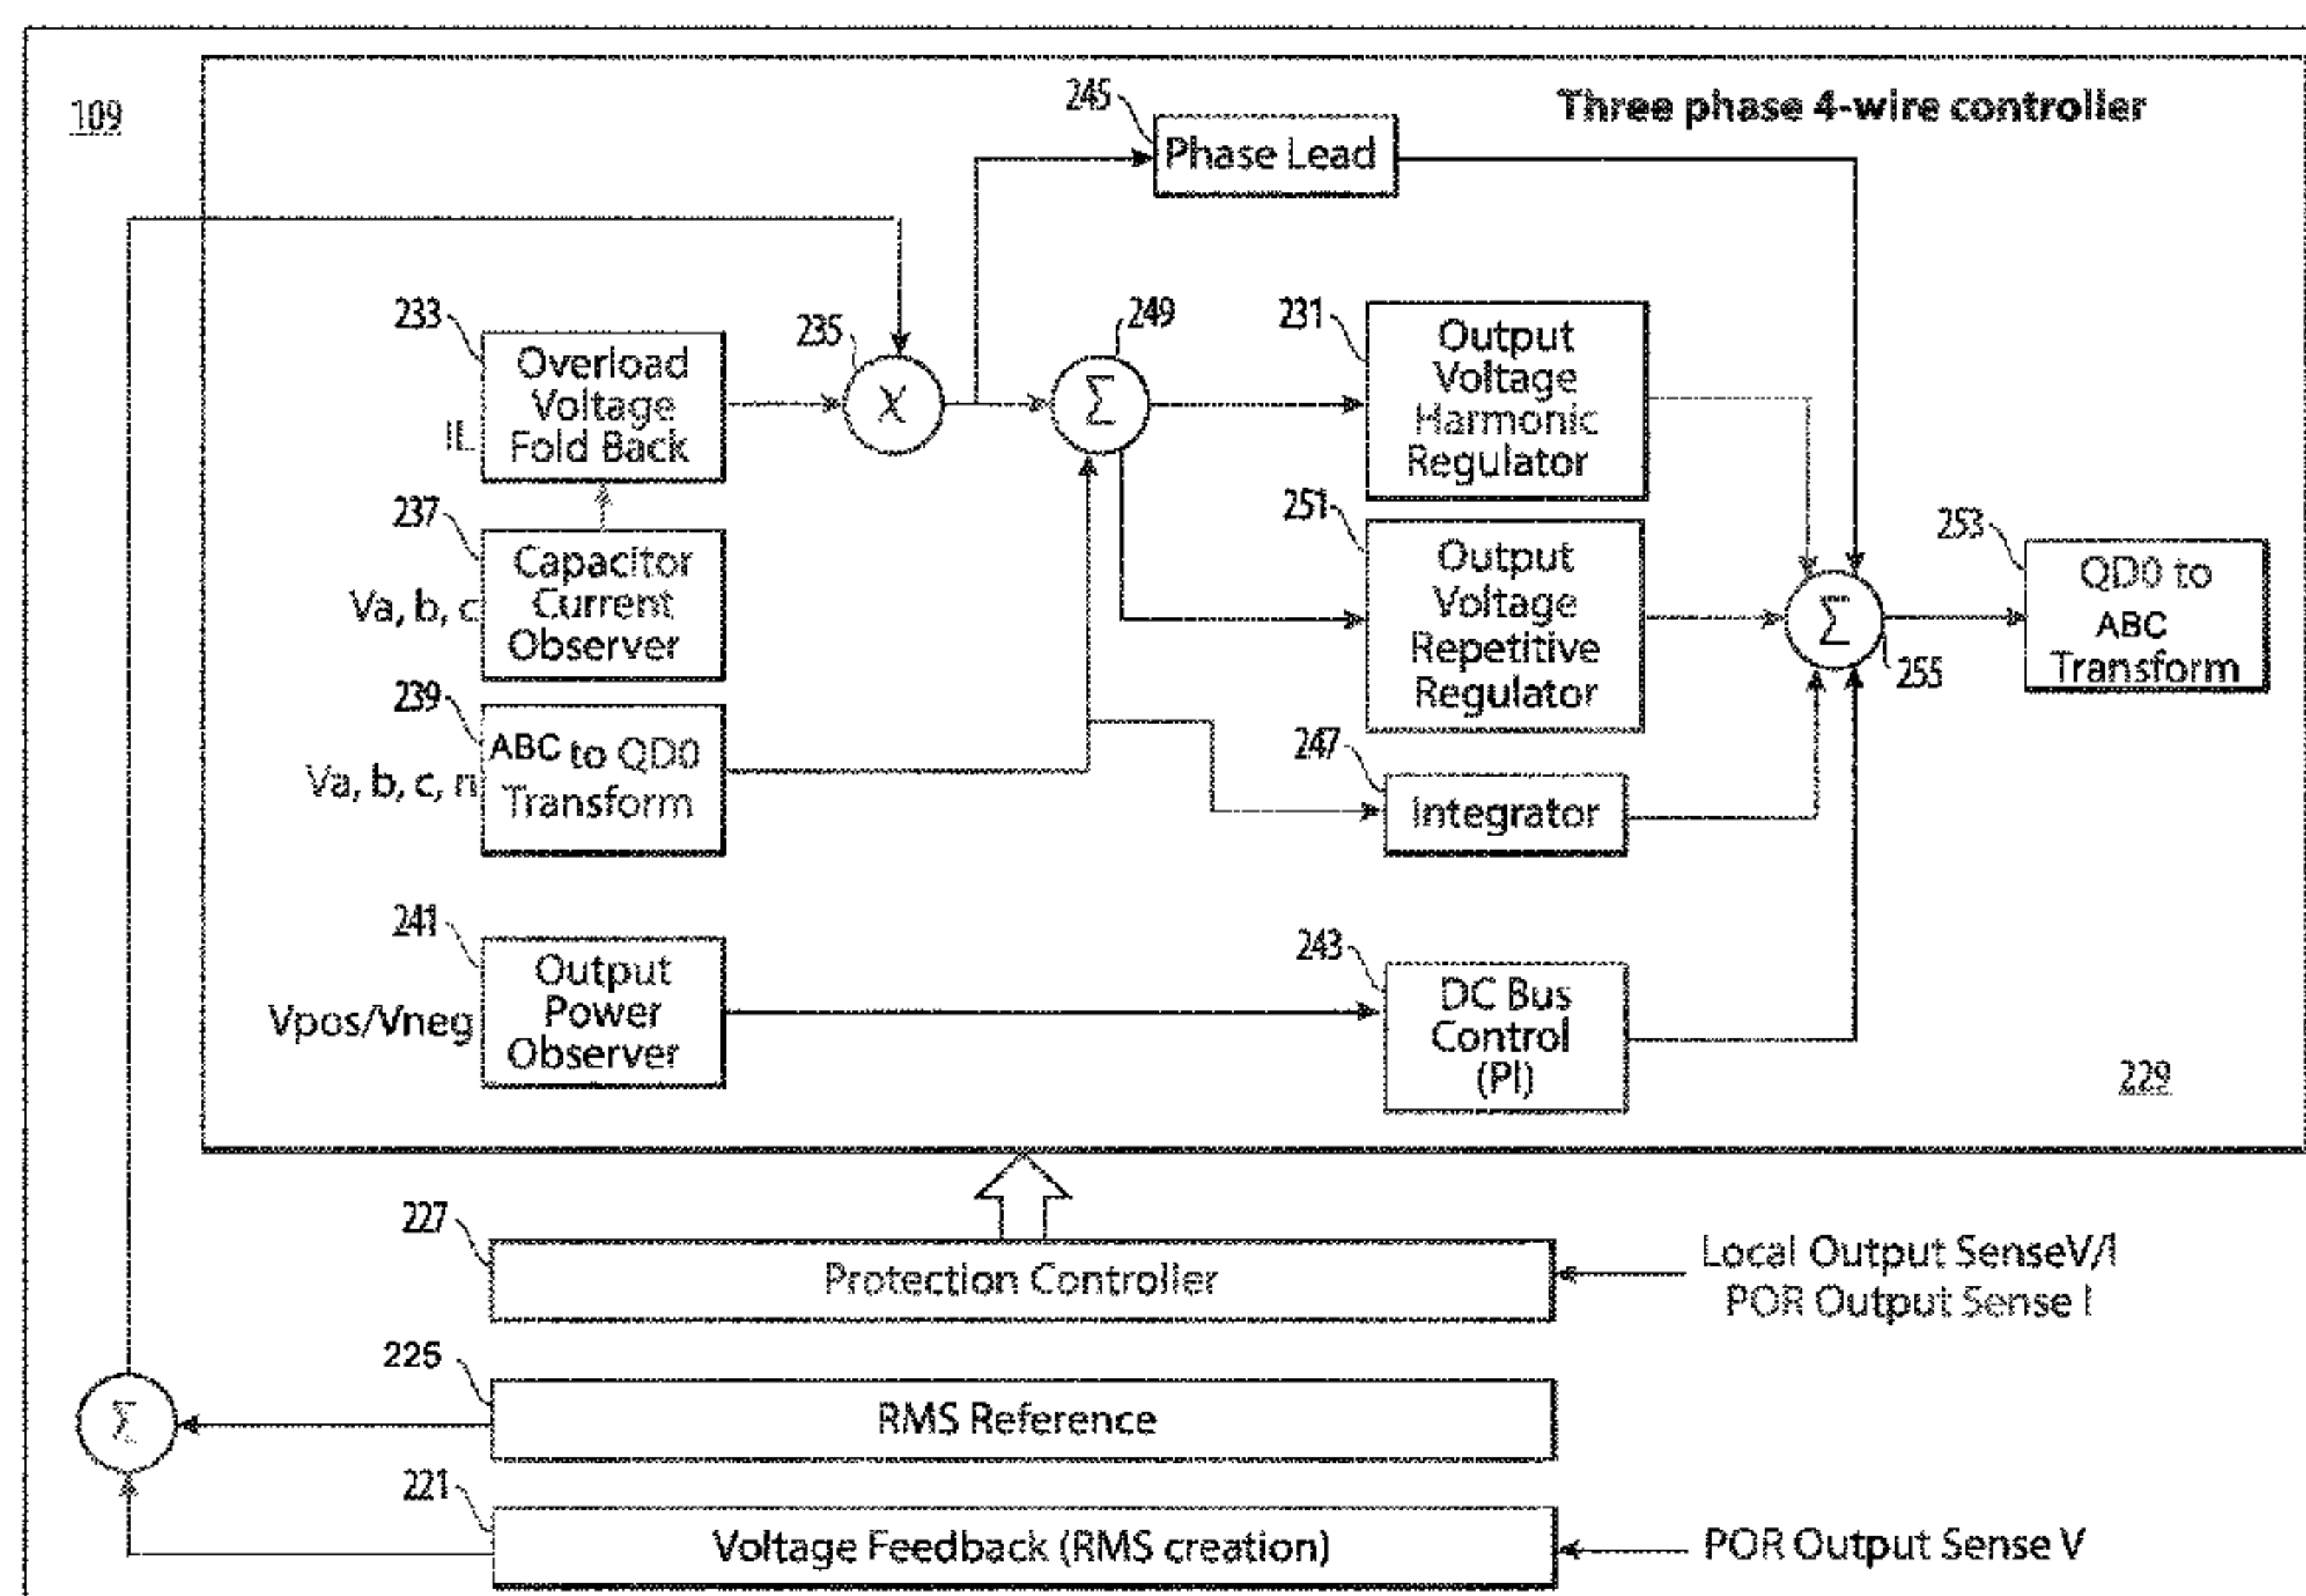 109
245
Three phase 4-wire controller
Phase Lead
233
235
249
231
Overload
Voltage
Fold Back
IL
X
Σ
Output
Voltage
Harmonic
Regulator
237
251
253
Capacitor
Current
Observer
Va, b, c
Output
Voltage
Repetitive
Regulator
Σ
255
QD0 to
ABC
Transform
239
ABC to QD0
Transform
Va, b, c, n
247
Integrator
241
243
Output
Power
Observer
Vpos/Vneg
DC Bus
Control
(PI)
229
227
Protection Controller
Local Output SenseV/I
POR Output Sense I
226
Σ
RMS Reference
221
Voltage Feedback (RMS creation)
POR Output Sense V